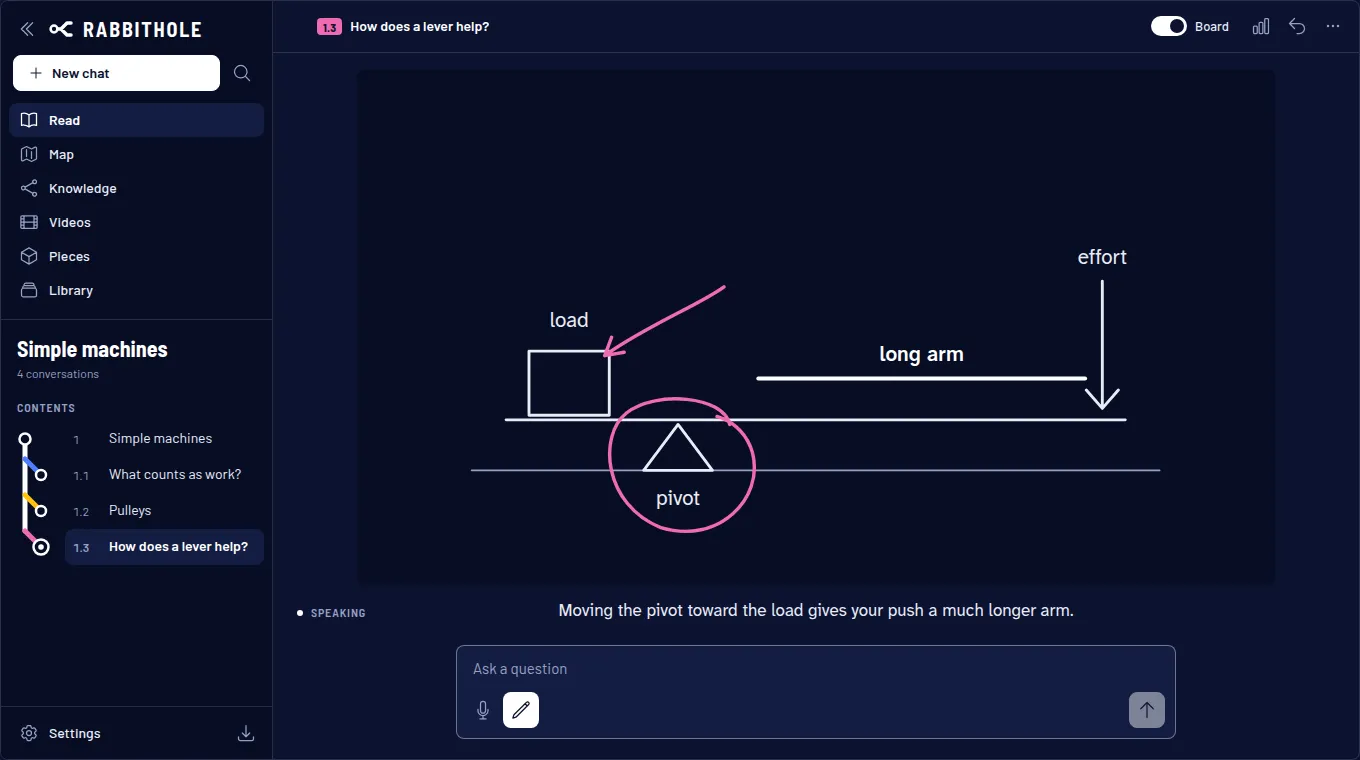 RABBITHOLE
New chat
Read
Map
Knowledge
Videos
Pieces
Library
Simple machines
4 conversations
CONTENTS
1 Simple machines
1.1 What counts as work?
1.2 Pulleys
1.3 How does a lever help?
Settings
1.3 How does a lever help?
Board
effort
load
long arm
pivot
SPEAKING
Moving the pivot toward the load gives your push a much longer arm.
Ask a question